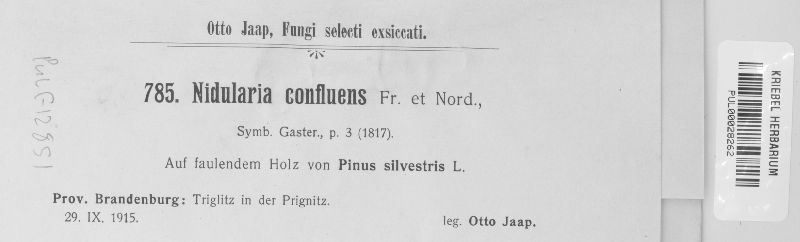 Otto Jaap, Fungi selecti exsiccati.
785. Nidularia confluens Fr. et Nord.,
Symb. Gaster., p. 3 (1817).
Auf faulendem Holz von Pinus silvestris L.
Prov. Brandenburg: Triglitz in der Prignitz.
29. IX. 1915.
leg. Otto Jaap.
KRIEBEL HERBARIUM
PUL00028262